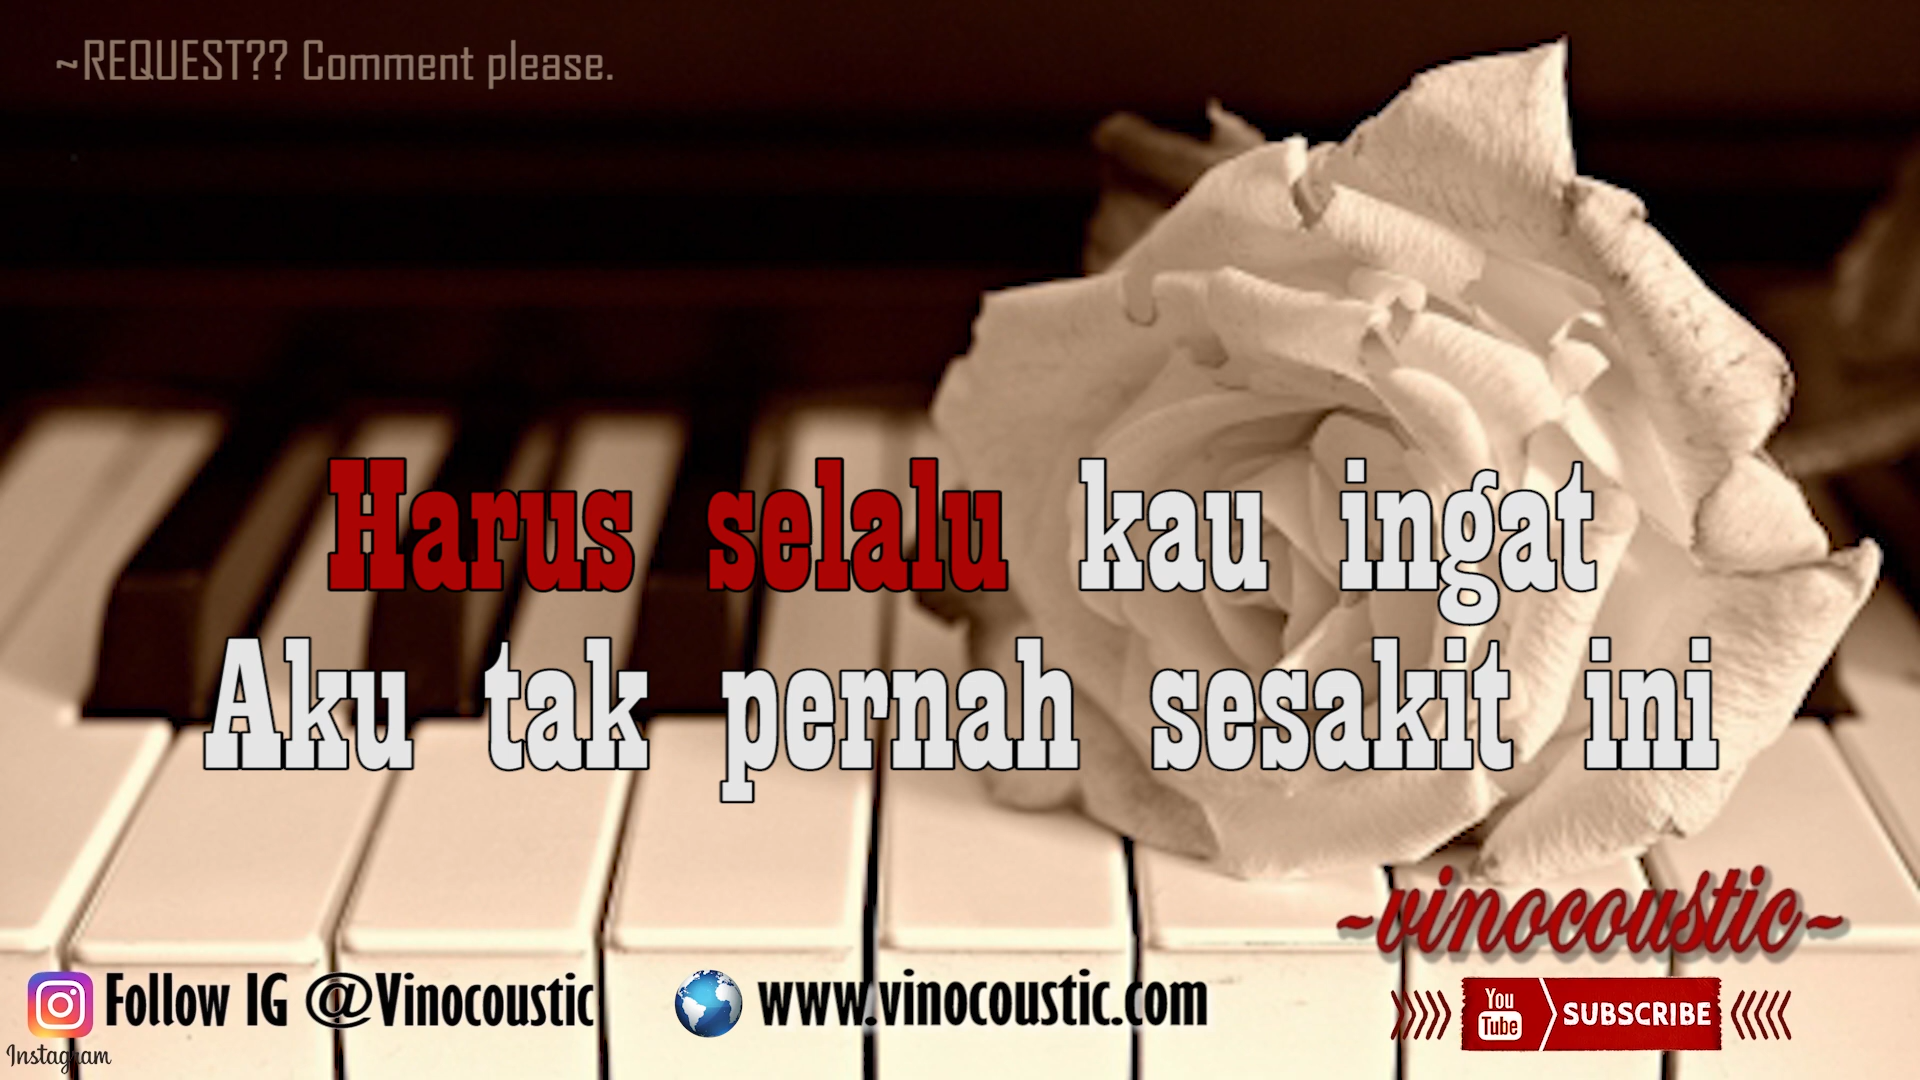 ~REQUEST?? Comment please.
Harus selalu kau ingat
Aku tak pernah sesakit ini
~vinocoustic~
Follow IG @Vinocoustic
www.vinocoustic.com
You Tube SUBSCRIBE
Instagram